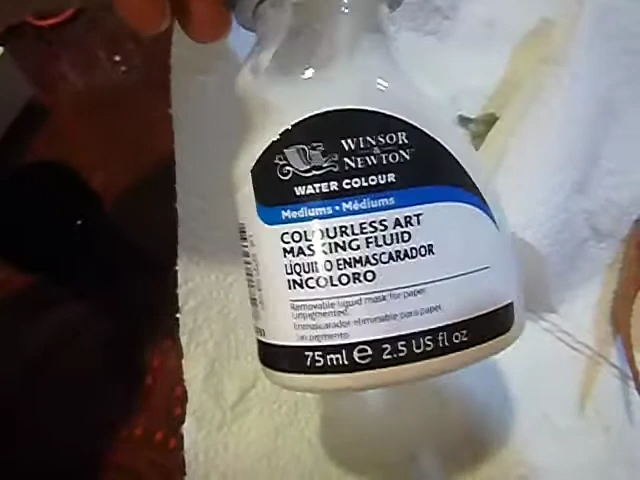 WINSOR
&
NEWTON
WATER COLOUR
Mediums • Médiums
COLOURLESS ART
MASKING FLUID
LÍQUIDO ENMASCARADOR
INCOLORO
Removable liquid mask for paper
unpigmented.
Enmascarador eliminable para papel
sin pigmento
75ml e 2.5 US fl oz